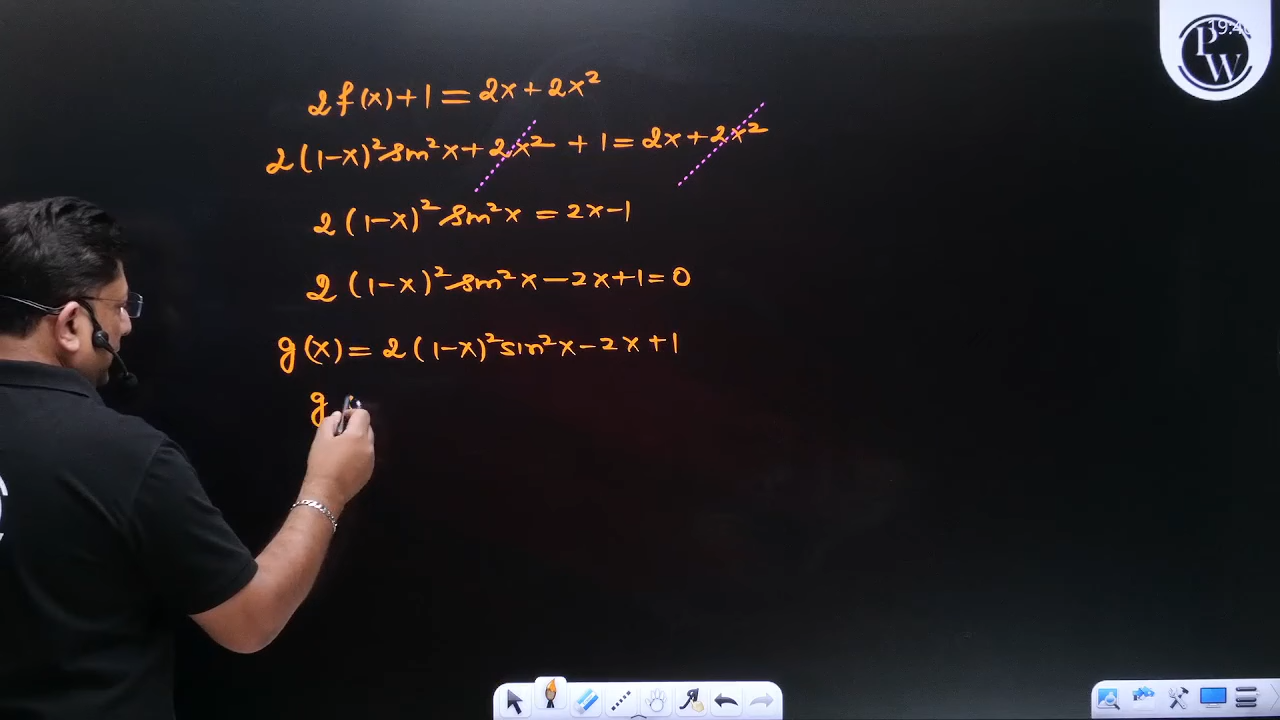 2f(x)+1=2x+2x²
2(1-x)²sin²x+2x²+1=2x+2x²
2(1-x)²sin²x=2x-1
2(1-x)²sin²x-2x+1=0
g(x)=2(1-x)²sin²x-2x+1
g
PW